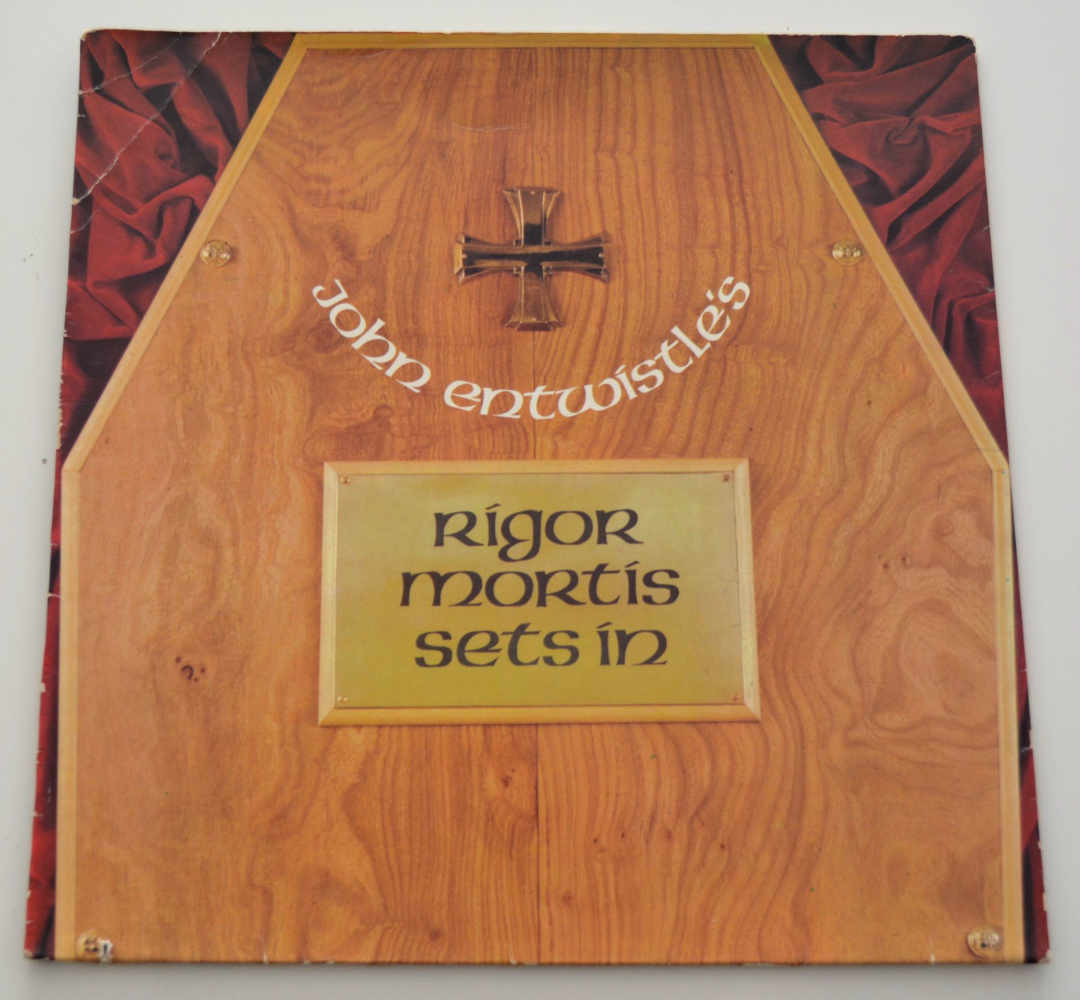 John Entwistle's
Rigor
Mortis
Sets In